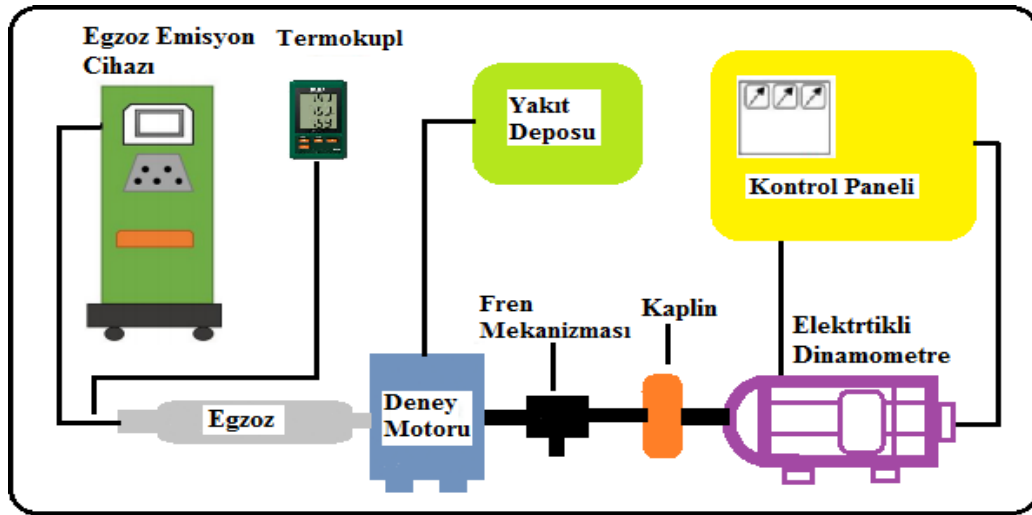 Egzoz Emisyon
Cihazı
Termokupl
Yakıt
Deposu
Kontrol Paneli
Fren
Mekanizması
Kaplin
Elektrtikli
Dinamometre
Egzoz
Deney
Motoru